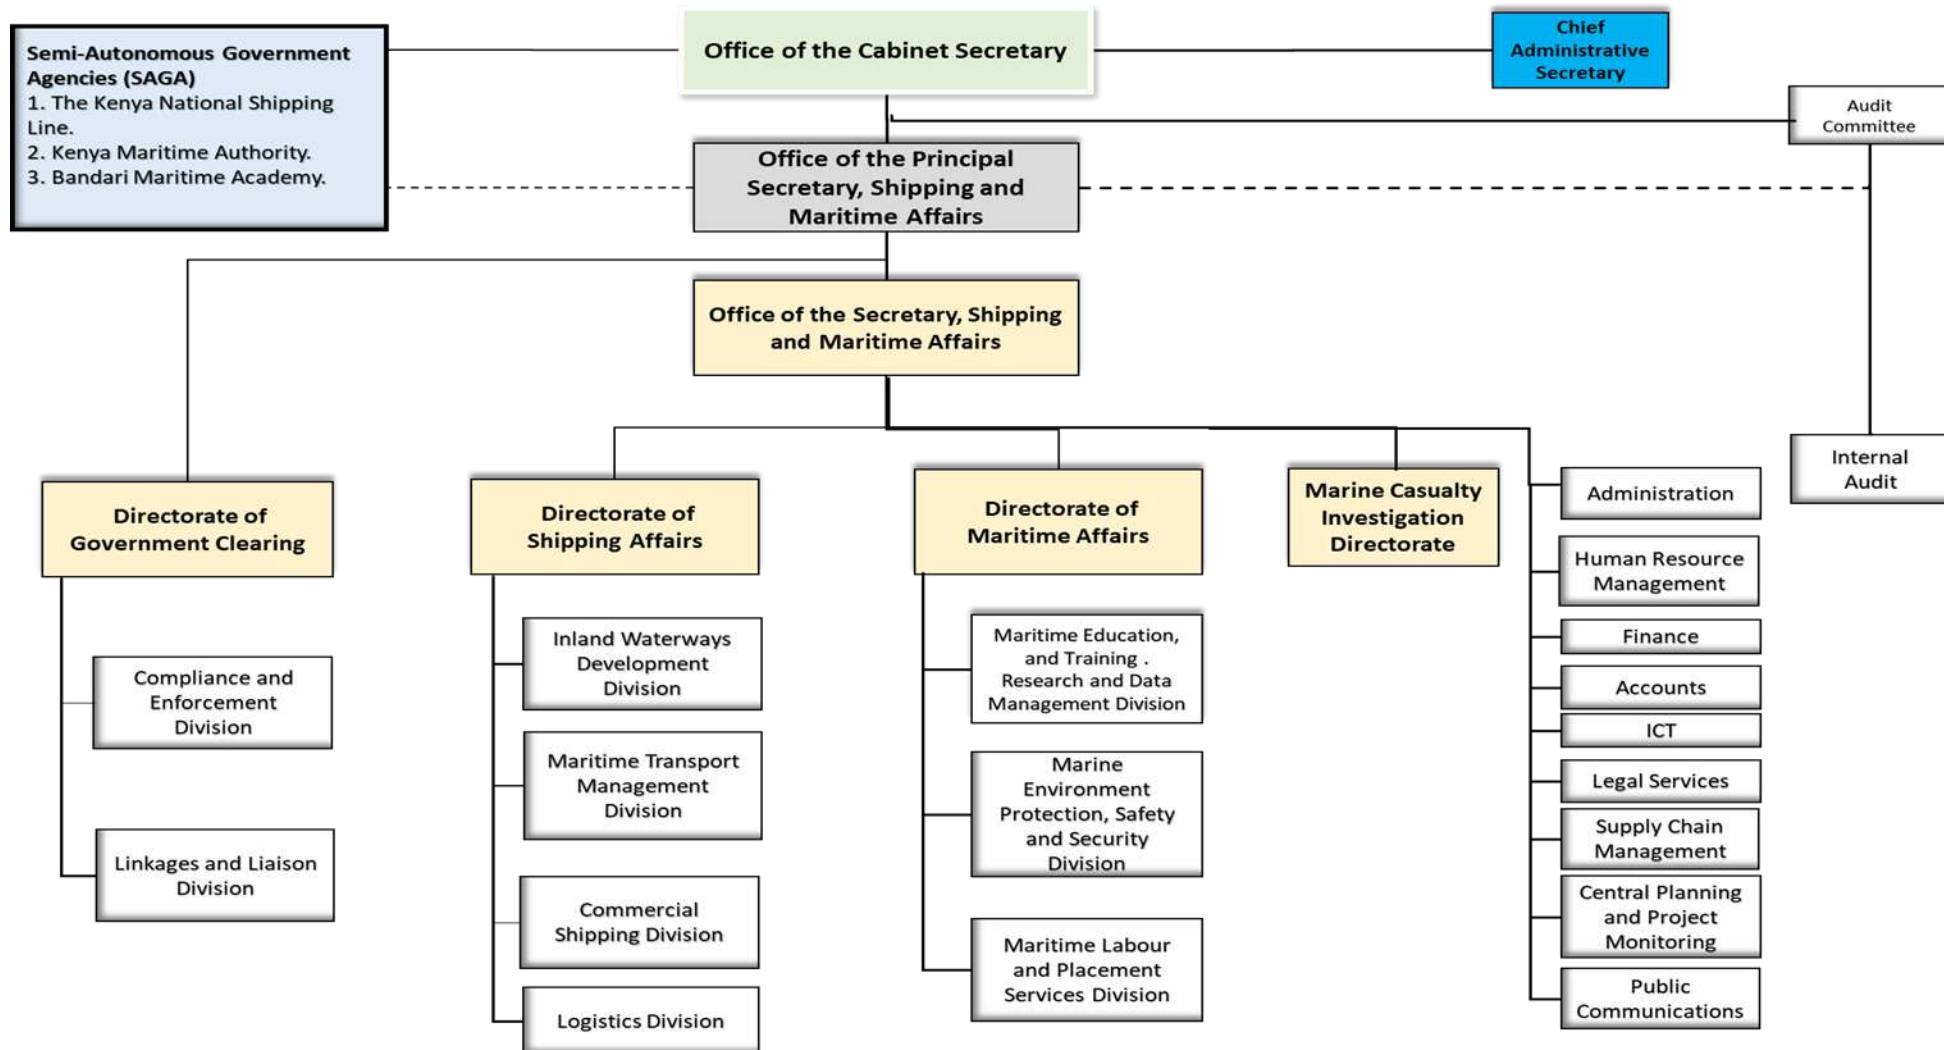 Semi-Autonomous Government
Agencies (SAGA)
1. The Kenya National Shipping
Line.
2. Kenya Maritime Authority.
3. Bandari Maritime Academy.
Office of the Cabinet Secretary
Chief
Administrative
Secretary
Audit
Committee
Office of the Principal
Secretary, Shipping and
Maritime Affairs
Office of the Secretary, Shipping
and Maritime Affairs
Internal
Audit
Directorate of
Government Clearing
Compliance and
Enforcement
Division
Linkages and Liaison
Division
Directorate of
Shipping Affairs
Inland Waterways
Development
Division
Maritime Transport
Management
Division
Commercial
Shipping Division
Logistics Division
Directorate of
Maritime Affairs
Maritime Education,
and Training .
Research and Data
Management Division
Marine
Environment
Protection, Safety
and Security
Division
Maritime Labour
and Placement
Services Division
Marine Casualty
Investigation
Directorate
Administration
Human Resource
Management
Finance
Accounts
ICT
Legal Services
Supply Chain
Management
Central Planning
and Project
Monitoring
Public
Communications